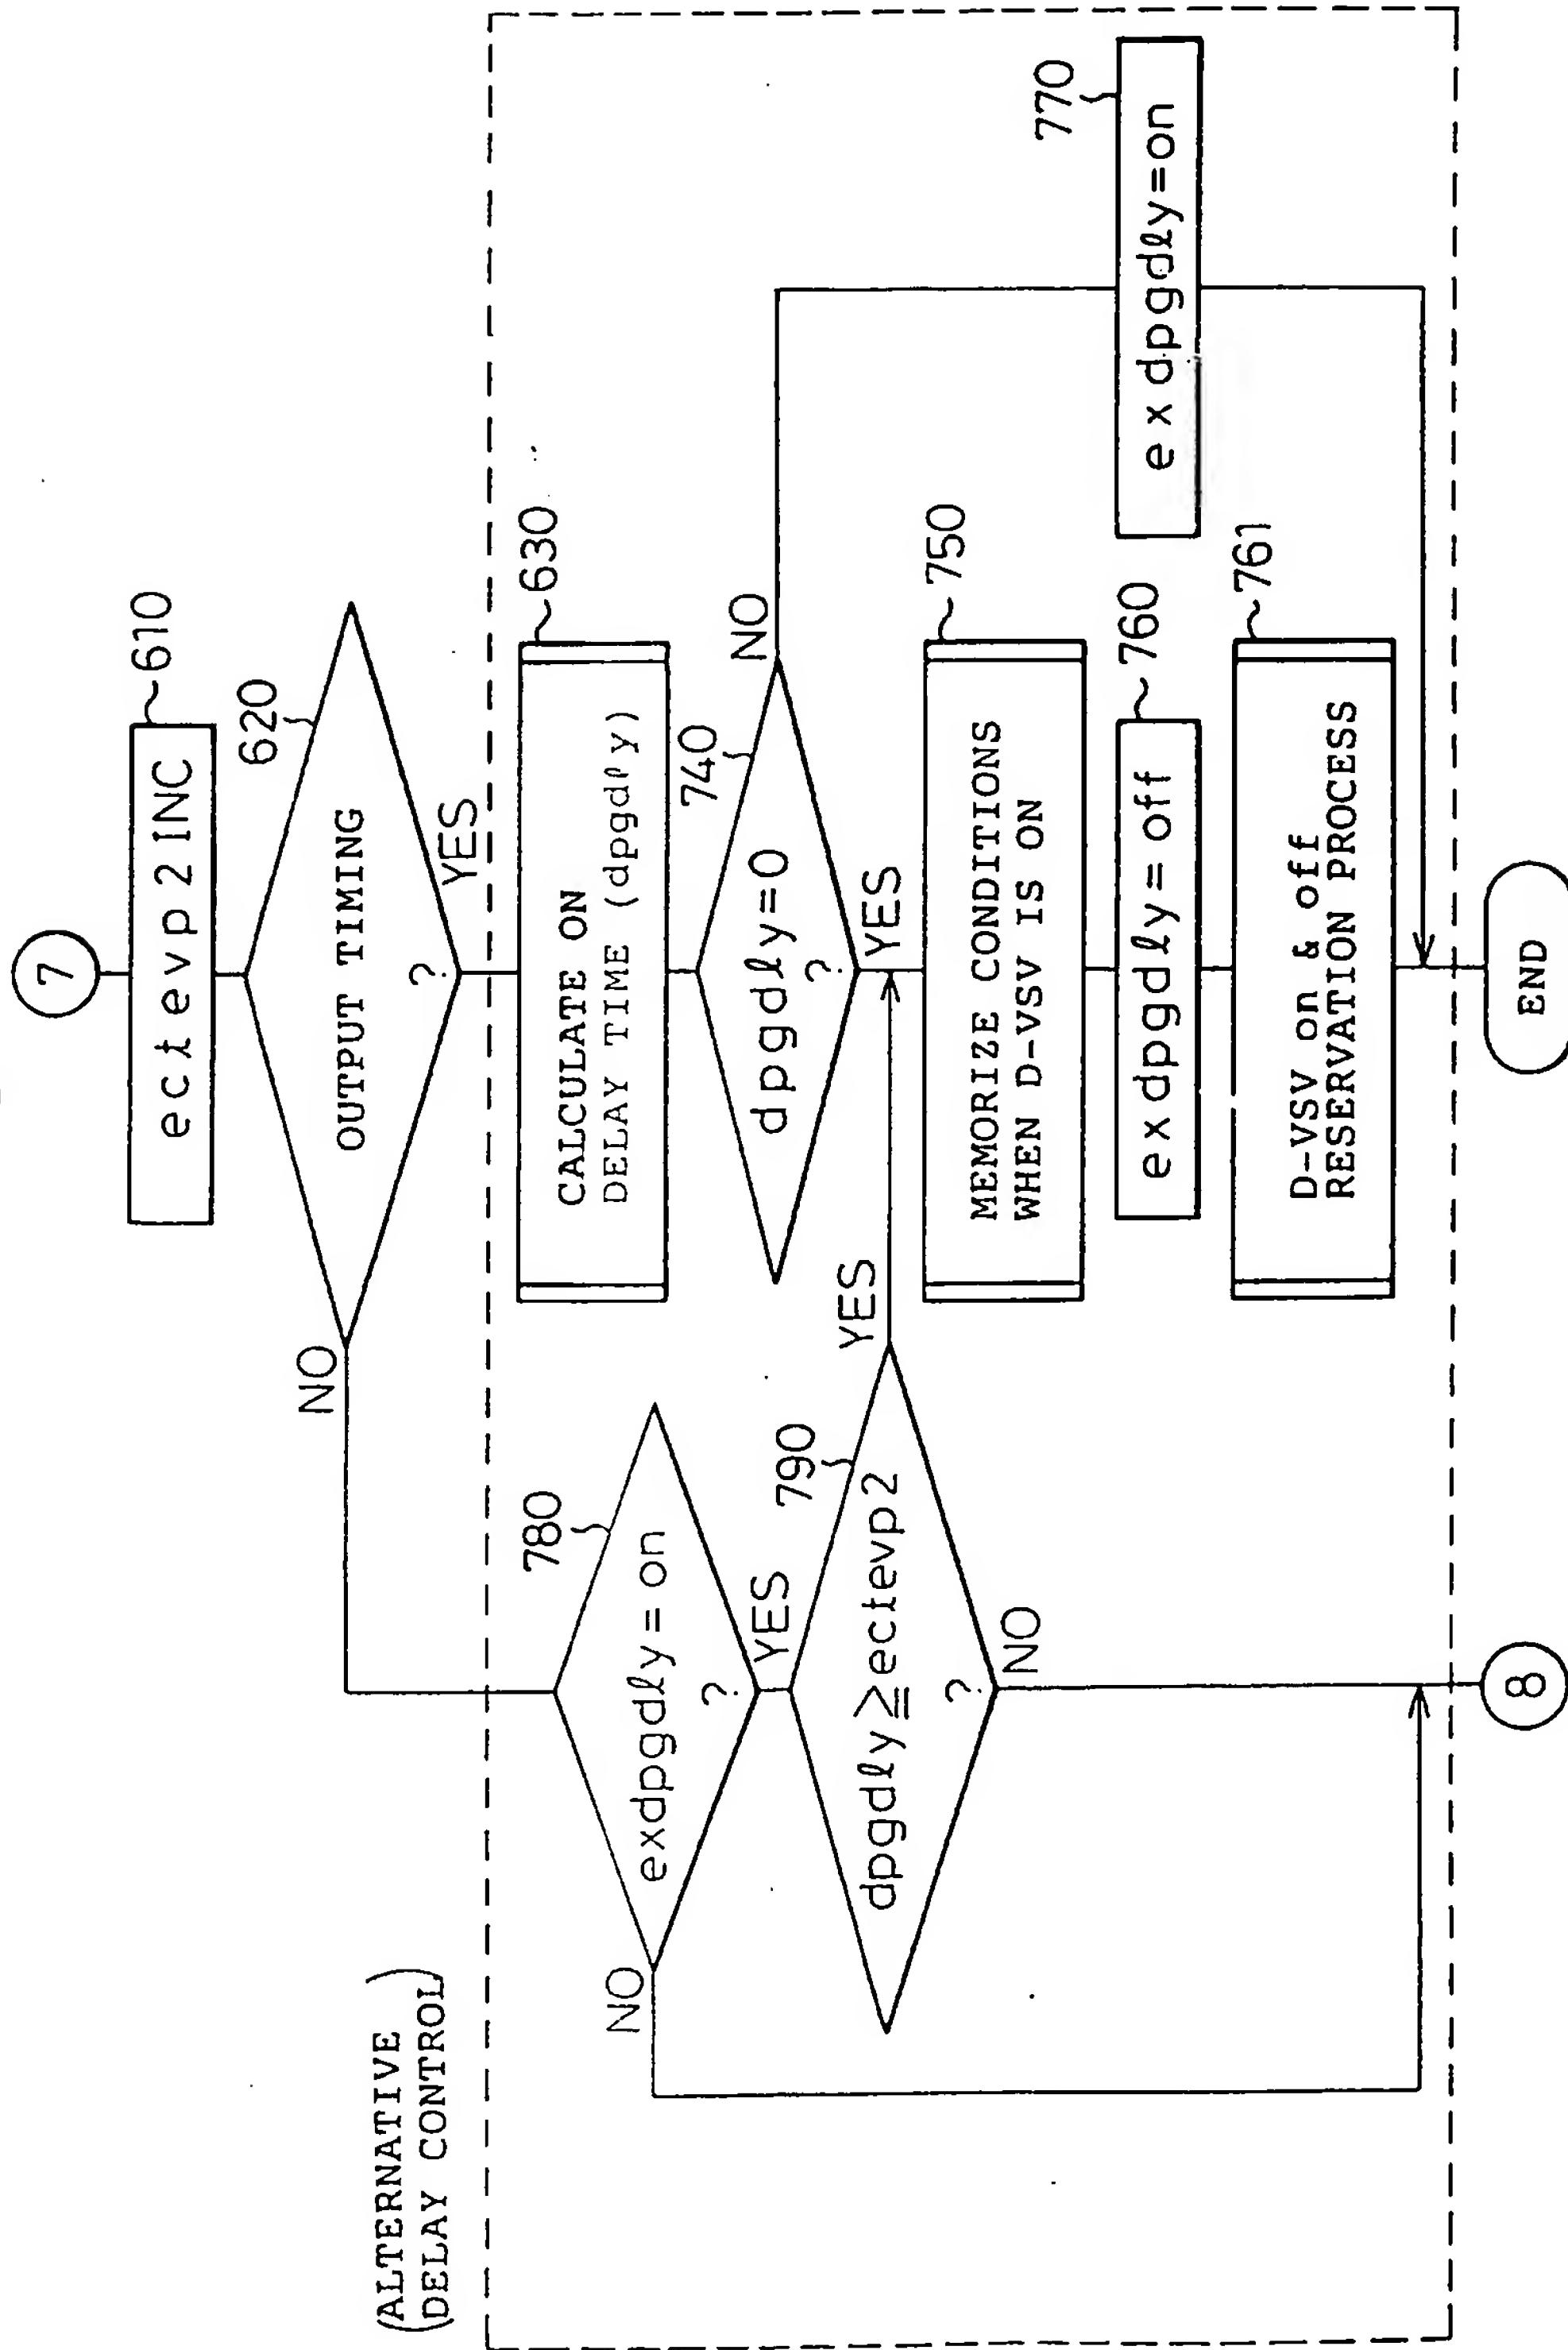 7
ectevp2INC
610
OUTPUT TIMING
?
620
NO
YES
(ALTERNATIVE
DELAY CONTROL)
CALCULATE ON
DELAY TIME (dpgdℓy)
630
exdpgdℓy=on
?
780
NO
YES
dpgdℓy=0
?
740
NO
YES
dpgdℓy≧ectevp2
?
790
YES
NO
MEMORIZE CONDITIONS
WHEN D-VSV IS ON
750
exdpgdℓy=off
760
exdpgdℓy=on
770
D-VSV on & off
RESERVATION PROCESS
761
8
END